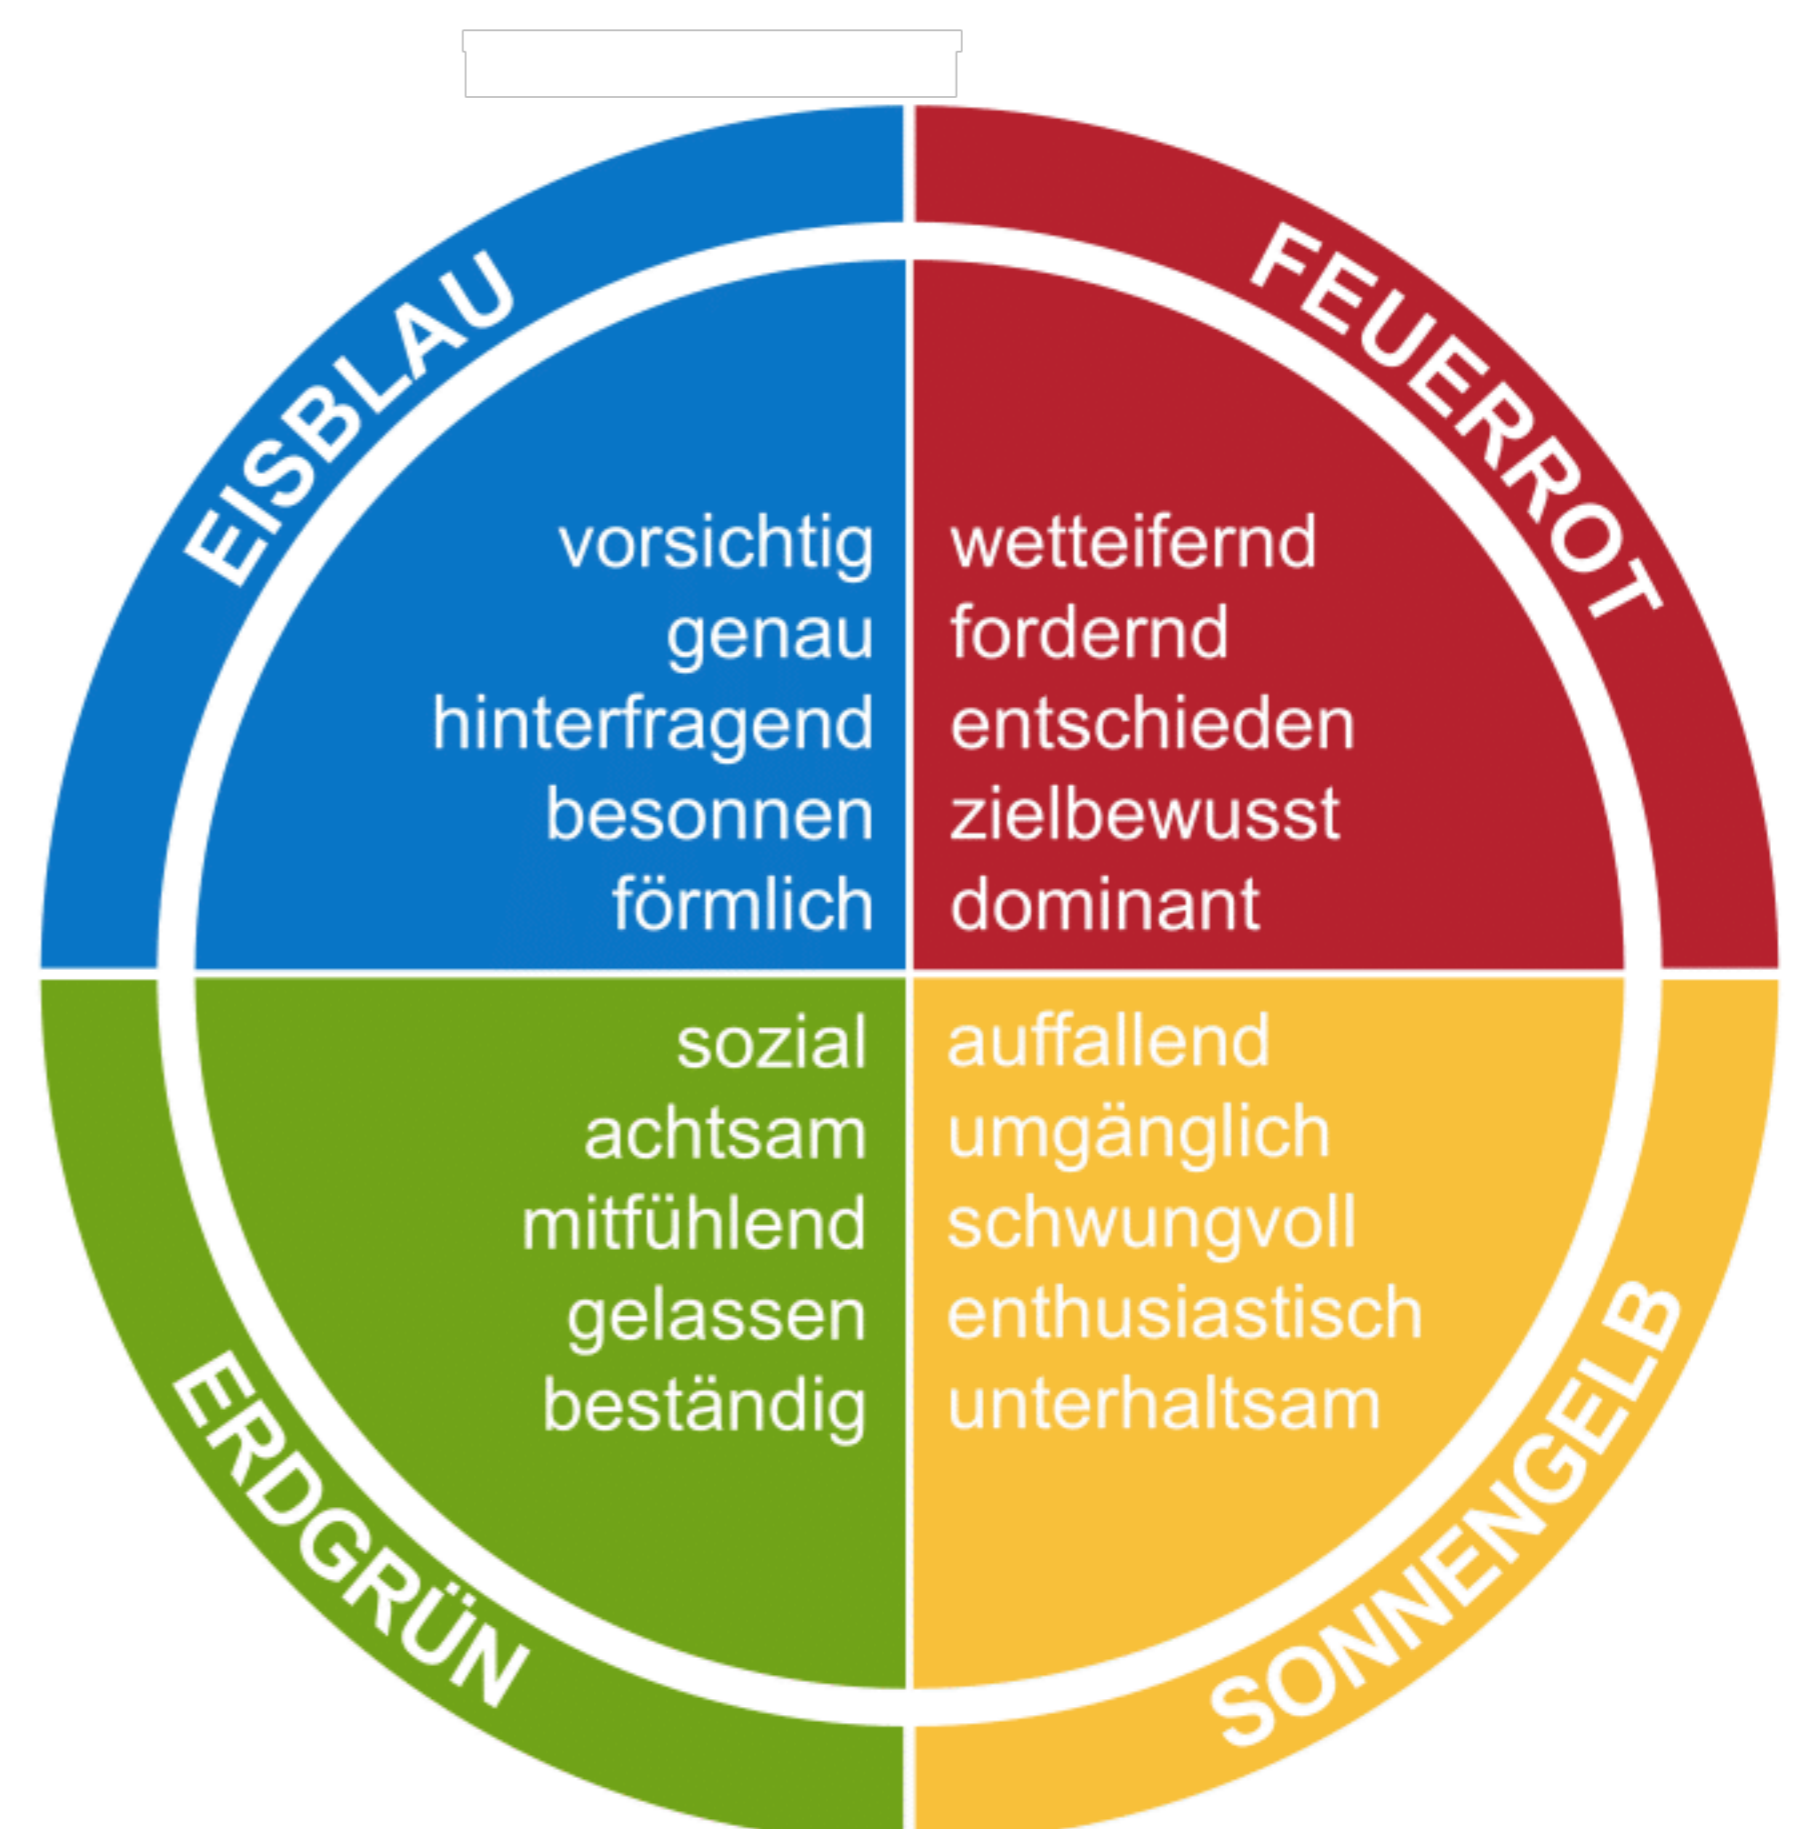 EISBLAU
vorsichtig
genau
hinterfragend
besonnen
förmlich
FEUERROT
wetteifernd
fordernd
entschieden
zielbewusst
dominant
ERDGRÜN
sozial
achtsam
mitfühlend
gelassen
beständig
SONNENGELB
auffallend
umgänglich
schwungvoll
enthusiastisch
unterhaltsam